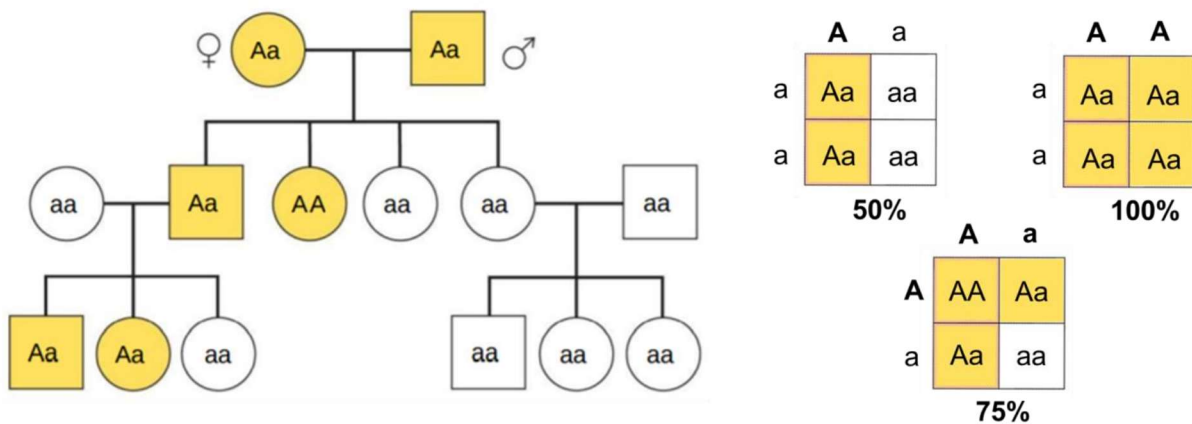 ♀ Aa Aa ♂
aa Aa AA aa aa aa
Aa Aa aa aa aa aa
A a
a Aa aa
a Aa aa
50%
A A
a Aa Aa
a Aa Aa
100%
A a
A AA Aa
a Aa aa
75%